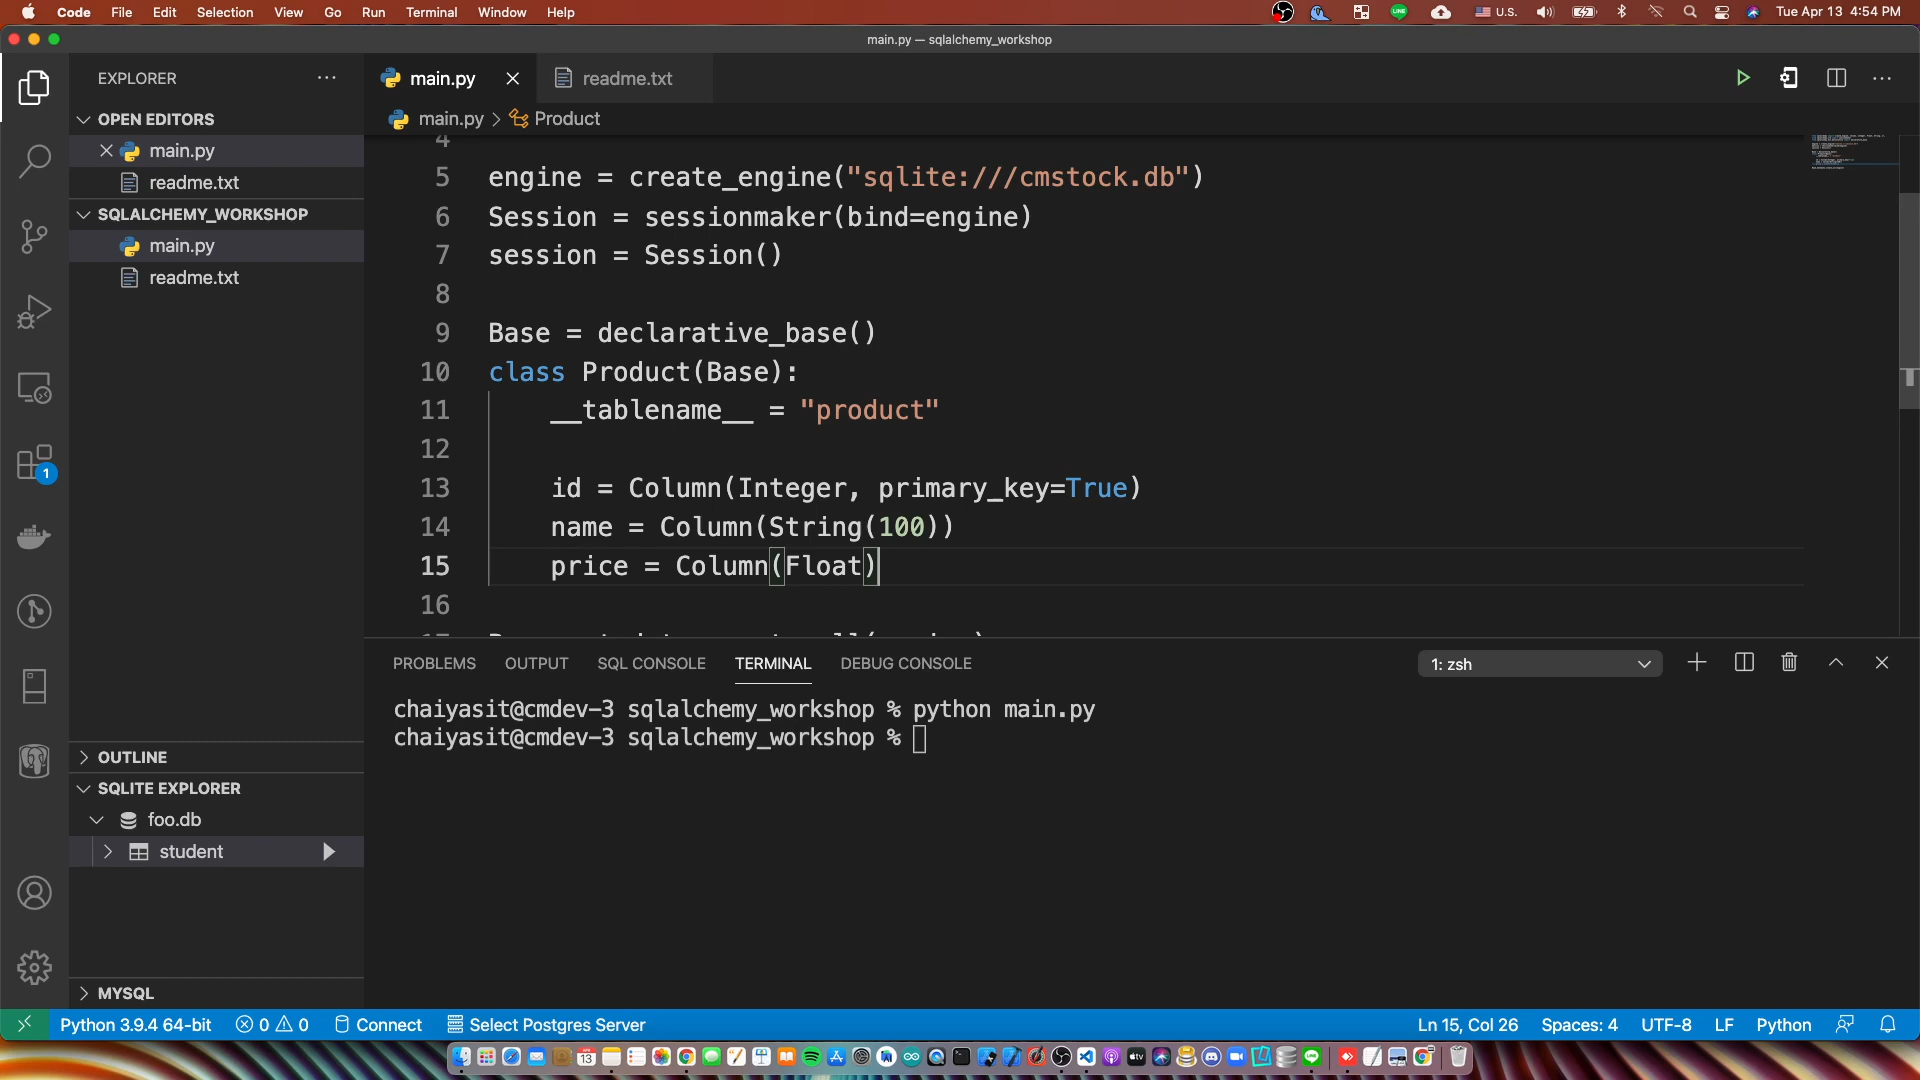 Code File Edit Selection View Go Run Terminal Window Help
U.S. Tue Apr 13 4:54 PM
main.py — sqlalchemy_workshop
EXPLORER
OPEN EDITORS
main.py
readme.txt
SQLALCHEMY_WORKSHOP
main.py
readme.txt
OUTLINE
SQLITE EXPLORER
foo.db
student
MYSQL
1
main.py
readme.txt
main.py > Product
4
5 engine = create_engine("sqlite:///cmstock.db")
6 Session = sessionmaker(bind=engine)
7 session = Session()
8
9 Base = declarative_base()
10 class Product(Base):
11 __tablename__ = "product"
12
13 id = Column(Integer, primary_key=True)
14 name = Column(String(100))
15 price = Column(Float)
16
PROBLEMS OUTPUT SQL CONSOLE TERMINAL DEBUG CONSOLE
1: zsh
chaiyasit@cmdev-3 sqlalchemy_workshop % python main.py
chaiyasit@cmdev-3 sqlalchemy_workshop %
Python 3.9.4 64-bit 0 0 Connect Select Postgres Server
Ln 15, Col 26 Spaces: 4 UTF-8 LF Python